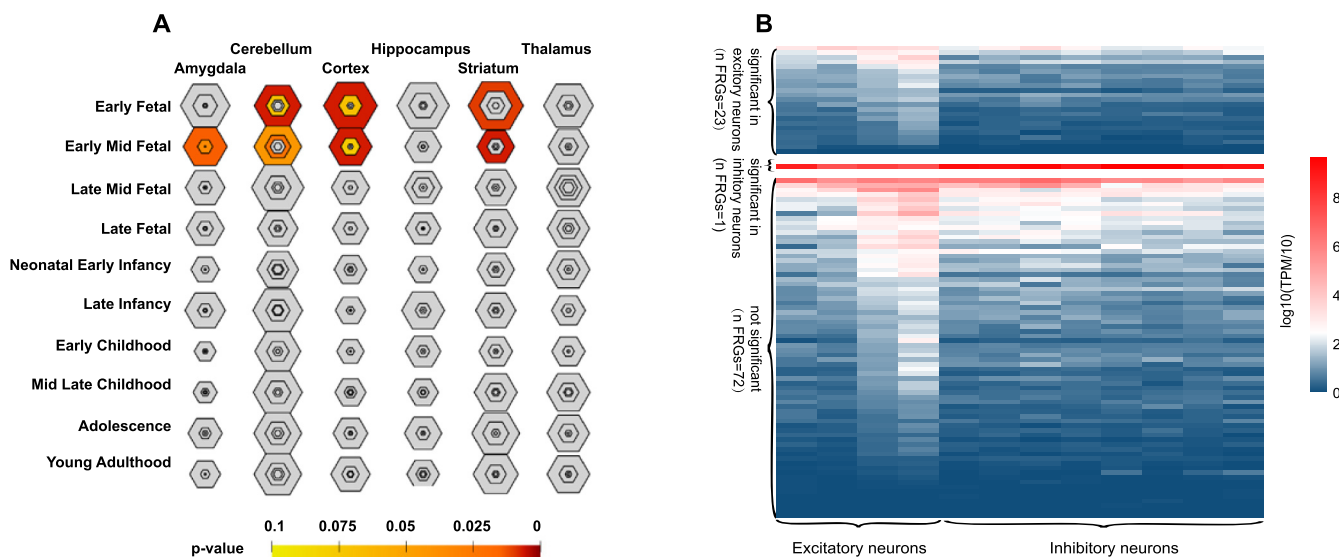 A
Cerebellum
Hippocampus
Thalamus
Amygdala
Cortex
Striatum
Early Fetal
Early Mid Fetal
Late Mid Fetal
Late Fetal
Neonatal Early Infancy
Late Infancy
Early Childhood
Mid Late Childhood
Adolescence
Young Adulthood
0.1
0.075
0.05
0.025
0
p-value
B
significant in
excitory neurons
(n FRGs=23)
significant in
inhitory neurons
(n FRGs=1)
not significant
(n FRGs=72)
Excitatory neurons
Inhibitory neurons
log10(TPM/10)
8
6
4
2
0